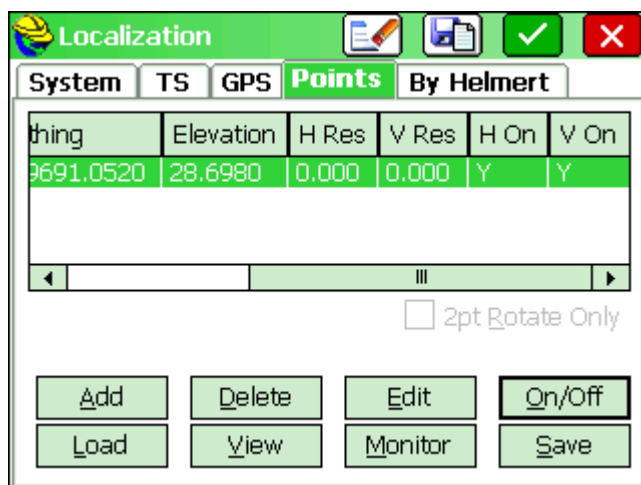 Localization
System TS GPS Points By Helmert
thing Elevation H Res V Res H On V On
9691.0520 28.6980 0.000 0.000 Y Y
2pt Rotate Only
Add Delete Edit On/Off
Load View Monitor Save